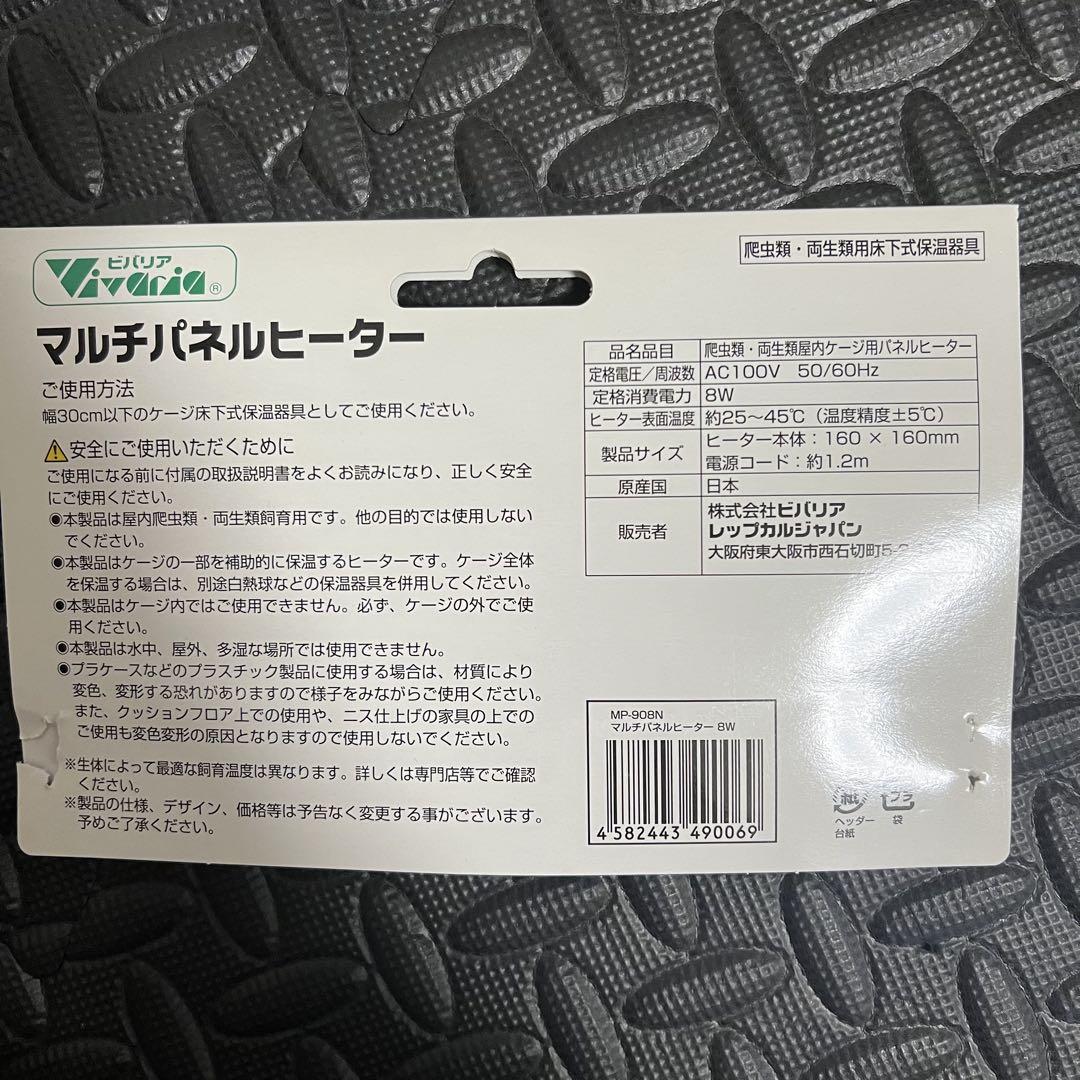 ビバリア
Vivaria®
マルチパネルヒーター
ご使用方法
幅30cm以下のケージ床下式保温器具としてご使用ください。
安全にご使用いただくために
ご使用になる前に付属の取扱説明書をよくお読みになり、正しく安全
にご使用ください。
◉本製品は屋内爬虫類・両生類飼育用です。他の目的では使用しない
でください。
◉本製品はケージの一部を補助的に保温するヒーターです。ケージ全体
を保温する場合は、別途白熱球などの保温器具を併用してください。
◉本製品はケージ内ではご使用できません。必ず、ケージの外でご使
用ください。
◉本製品は水中、屋外、多湿な場所では使用できません。
◉プラケースなどのプラスチック製品に使用する場合は、材質により
変色、変形する恐れがありますので様子をみながらご使用ください。
また、クッションフロア上での使用や、ニス仕上げの家具の上での
ご使用も変色変形の原因となりますので使用しないでください。
※生体によって最適な飼育温度は異なります。詳しくは専門店等でご確認
ください。
※製品の仕様、デザイン、価格等は予告なく変更する事がございます。
予めご了承ください。
爬虫類・両生類用床下式保温器具
品名品目 爬虫類・両生類屋内ケージ用パネルヒーター
定格電圧／周波数 AC100V 50/60Hz
定格消費電力 8W
ヒーター表面温度 約25～45℃（温度精度±5℃）
製品サイズ ヒーター本体：160 × 160mm
電源コード：約1.2m
原産国 日本
販売者 株式会社ビバリア
レップカルジャパン
大阪府東大阪市西石切町5-
MP-908N
マルチパネルヒーター 8W
4 582443 490069
紙 プラ
ヘッダー 袋
台紙